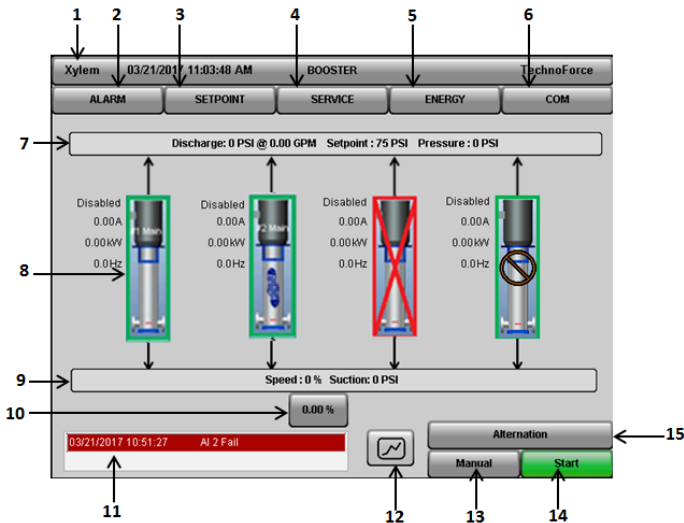 1 2 3 4 5 6
Xylem 03/21/2017 11:03:48 AM BOOSTER TechnoForce
ALARM SETPOINT SERVICE ENERGY COM
7 Discharge: 0 PSI @ 0.00 GPM Setpoint : 75 PSI Pressure : 0 PSI
Disabled Disabled Disabled Disabled
0.00A 0.00A 0.00A 0.00A
#1 Main #2 Main
0.00kW 0.00kW 0.00kW 0.00kW
8 0.0Hz 0.0Hz 0.0Hz 0.0Hz
9 Speed : 0 % Suction: 0 PSI
10 0.00 %
03/21/2017 10:51:27 AI 2 Fail
Alternation 15
Manual Start
11 12 13 14